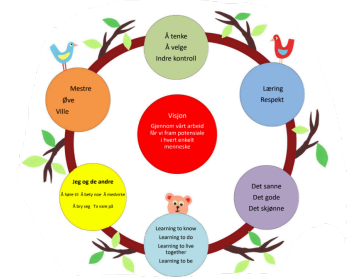 Å tenke
Å velge
Indre kontroll
Mestre
Øve
Ville
Læring
Respekt
Visjon
Gjennom vårt arbeid
får vi fram potensiale
i hvert enkelt
menneske
Jeg og de andre
Å høre til Å bety noe Å medvirke
Å bry seg Ta vare på
Det sanne
Det gode
Det skjønne
Learning to know
Learning to do
Learning to live
together
Learning to be